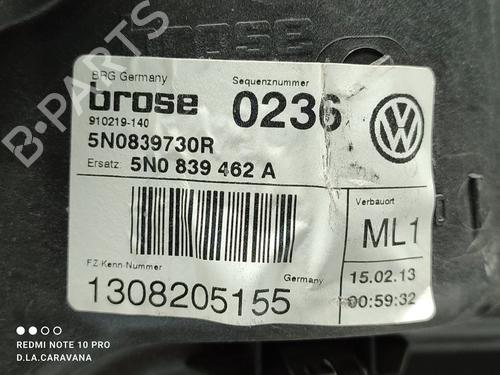 brose
BRG Germany
Sequenznummer
brose
0236
910219-140
5N0839730R
Ersatz: 5N0 839 462 A
Verbauort
ML1
FZ-Kenn-Nummer
Germany
15.02.13
1308205155
00:59:32
B-PARTS
REDMI NOTE 10 PRO
D.LA.CARAVANA